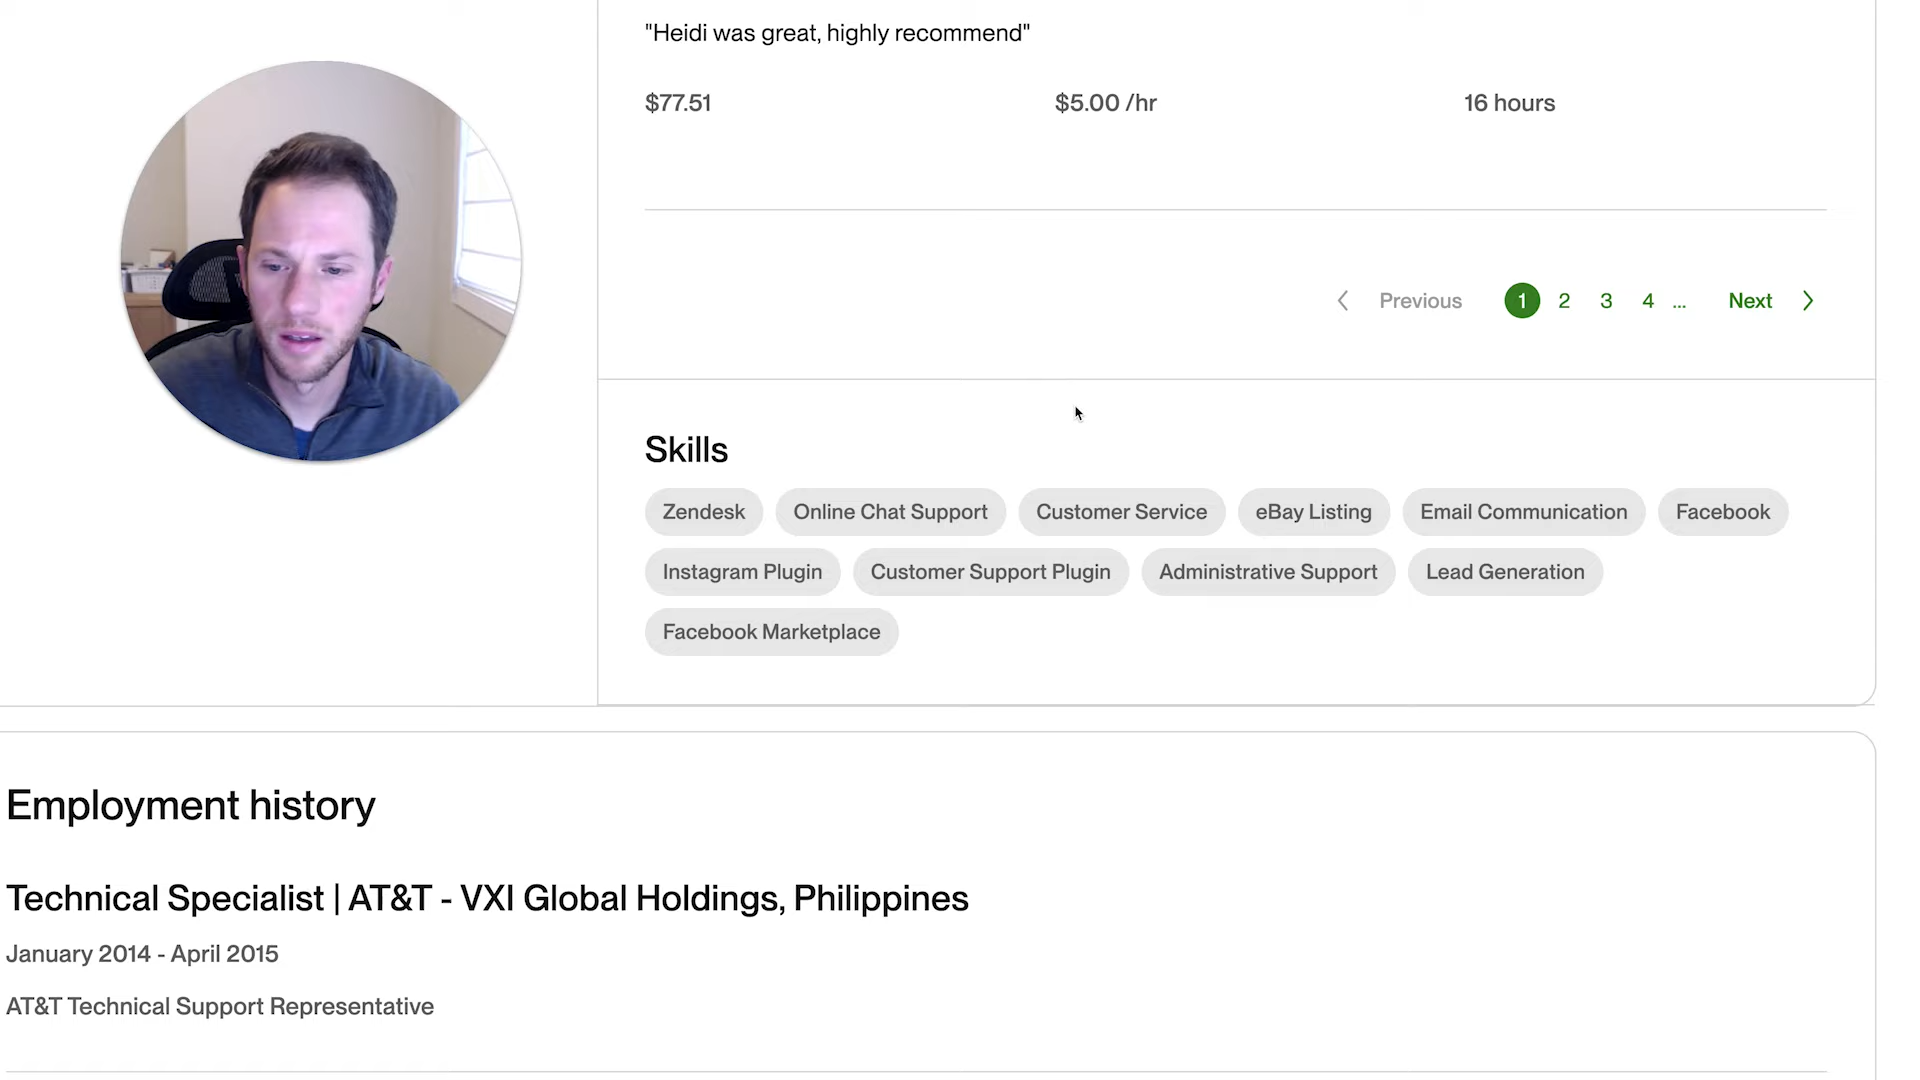 "Heidi was great, highly recommend"
$77.51 $5.00 /hr 16 hours
Previous 1 2 3 4 ... Next
Skills
Zendesk Online Chat Support Customer Service eBay Listing Email Communication Facebook
Instagram Plugin Customer Support Plugin Administrative Support Lead Generation
Facebook Marketplace
Employment history
Technical Specialist | AT&T - VXI Global Holdings, Philippines
January 2014 - April 2015
AT&T Technical Support Representative